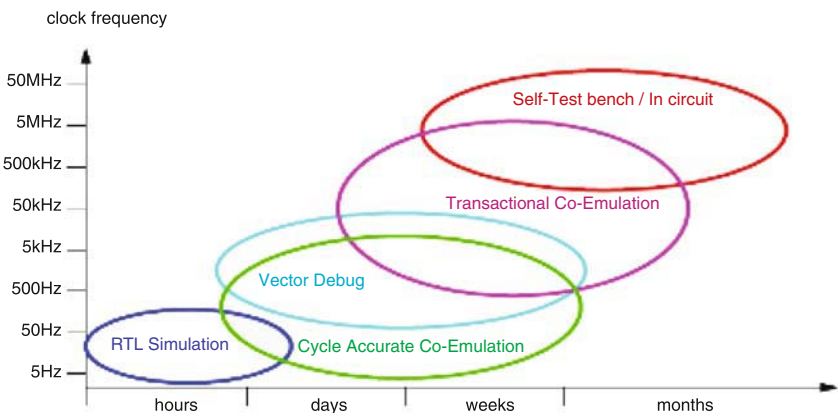 clock frequency
50MHz
5MHz
500kHz
50kHz
5kHz
500Hz
50Hz
5Hz
Self-Test bench / In circuit
Transactional Co-Emulation
Vector Debug
RTL Simulation
Cycle Accurate Co-Emulation
hours
days
weeks
months